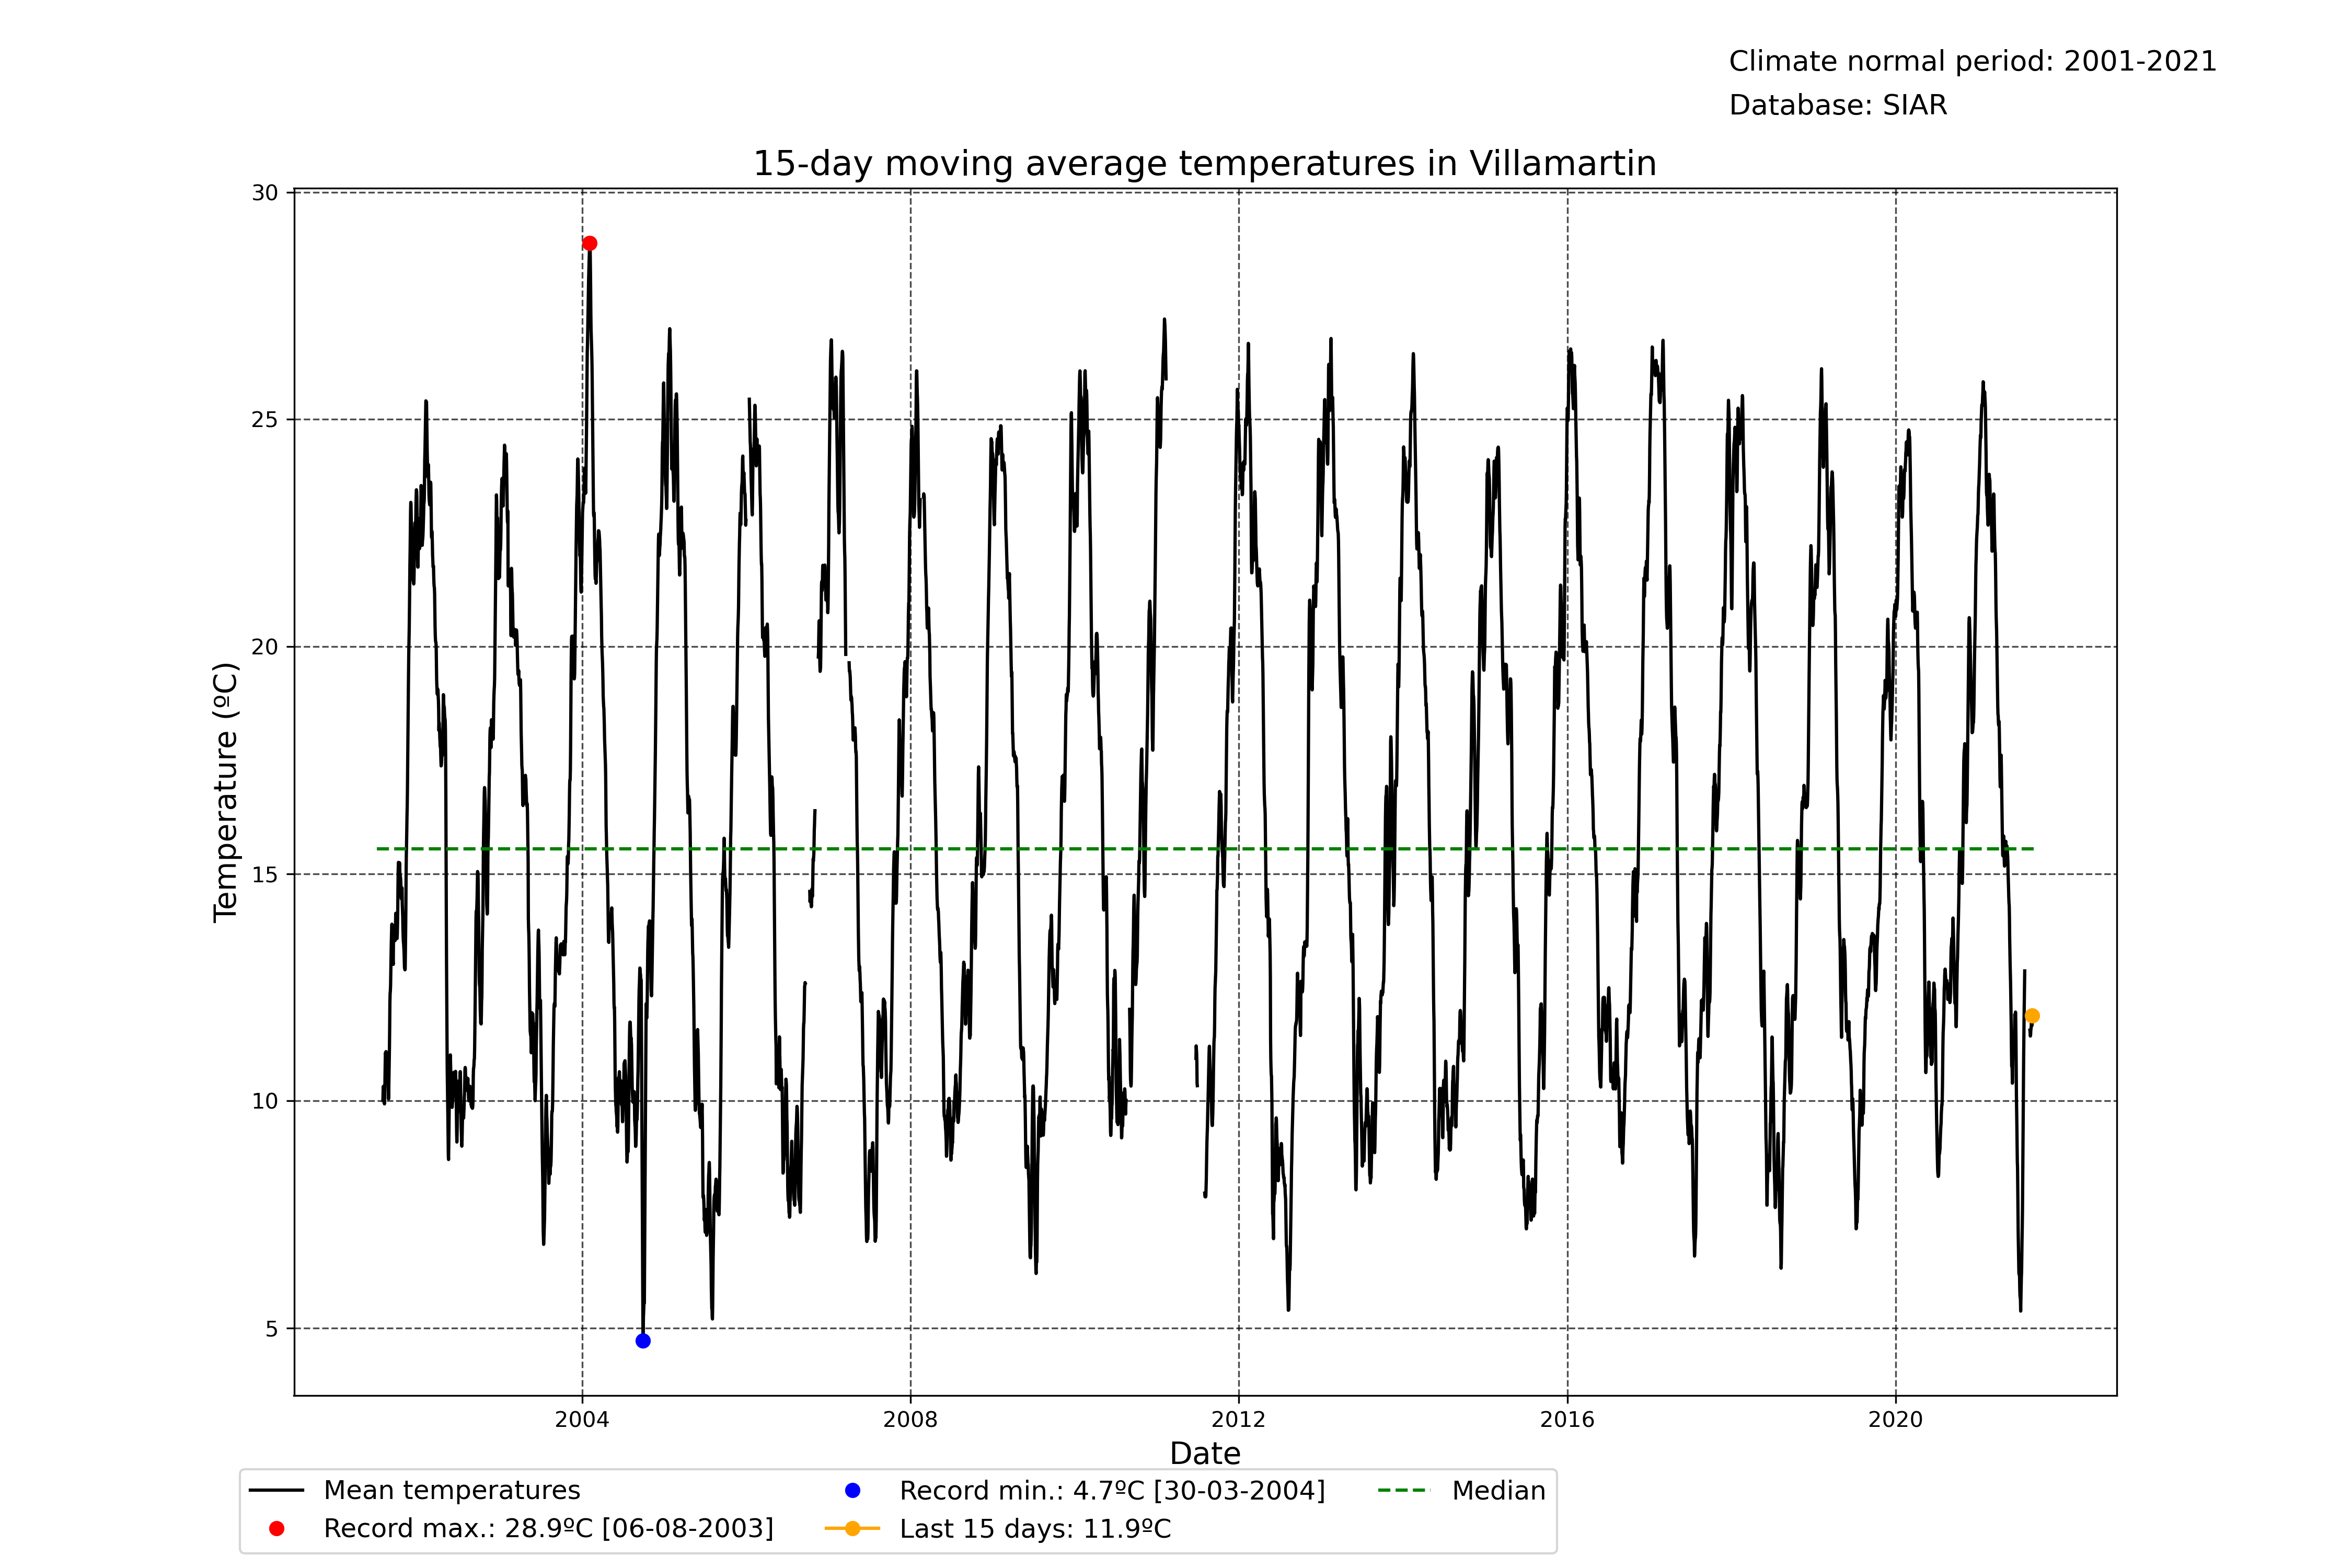 Climate normal period: 2001-2021
Database: SIAR
15-day moving average temperatures in Villamartin
30
25
20
15
10
5
Temperature (ºC)
2004 2008 2012 2016 2020
Date
Mean temperatures
Record max.: 28.9ºC [06-08-2003]
Record min.: 4.7ºC [30-03-2004]
Last 15 days: 11.9ºC
Median